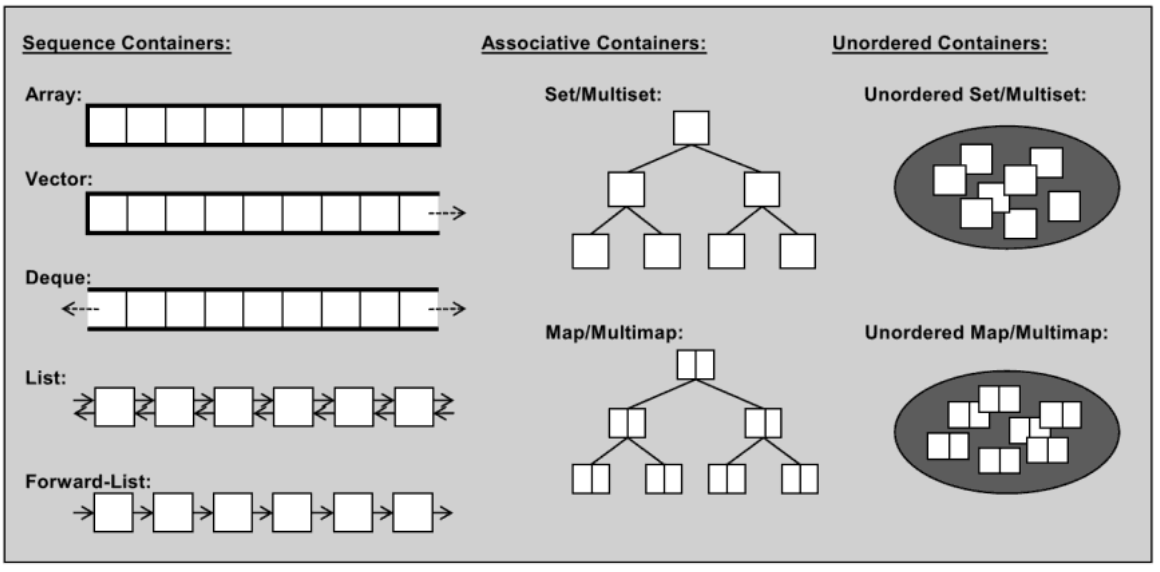 Sequence Containers:
Array:
Vector:
Deque:
List:
Forward-List:
Associative Containers:
Set/Multiset:
Map/Multimap:
Unordered Containers:
Unordered Set/Multiset:
Unordered Map/Multimap: